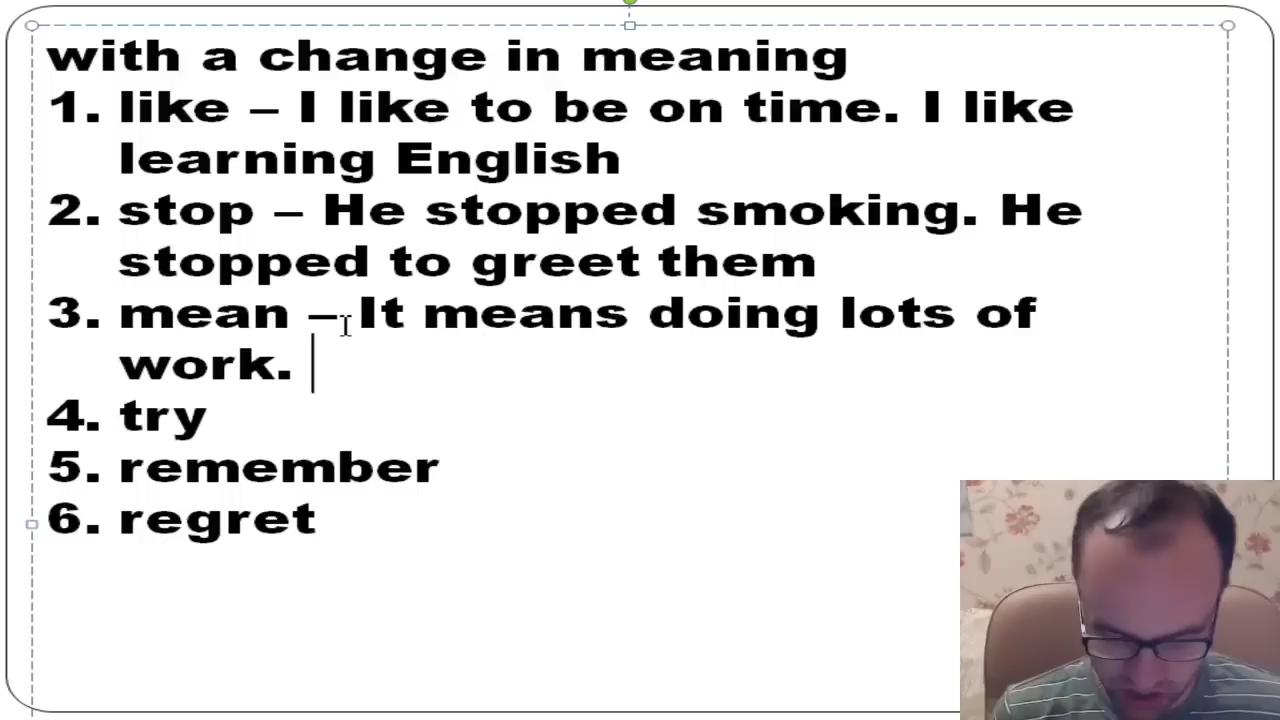 with a change in meaning
1. like – I like to be on time. I like
learning English
2. stop – He stopped smoking. He
stopped to greet them
3. mean – It means doing lots of
work.
4. try
5. remember
6. regret